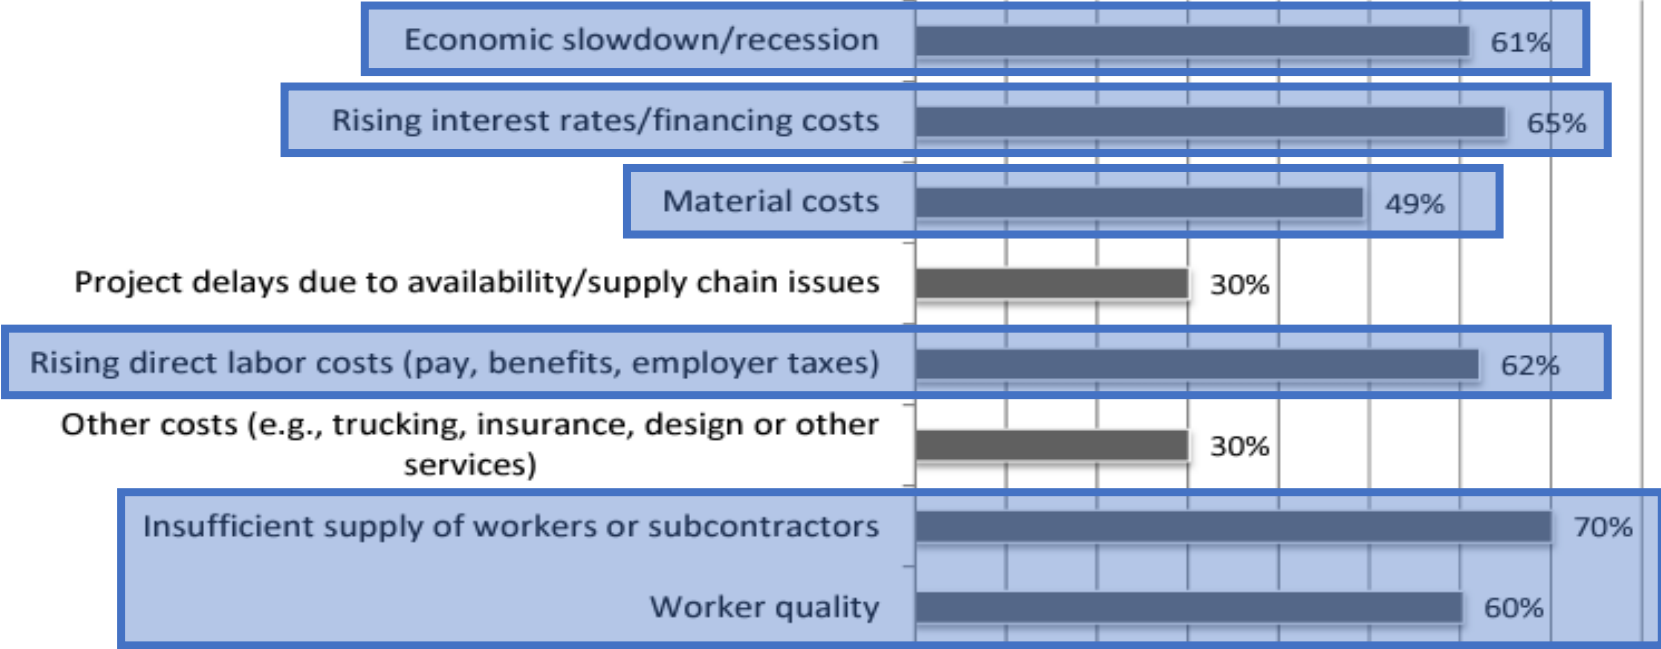 Economic slowdown/recession 61%
Rising interest rates/financing costs 65%
Material costs 49%
Project delays due to availability/supply chain issues 30%
Rising direct labor costs (pay, benefits, employer taxes) 62%
Other costs (e.g., trucking, insurance, design or other
services) 30%
Insufficient supply of workers or subcontractors 70%
Worker quality 60%